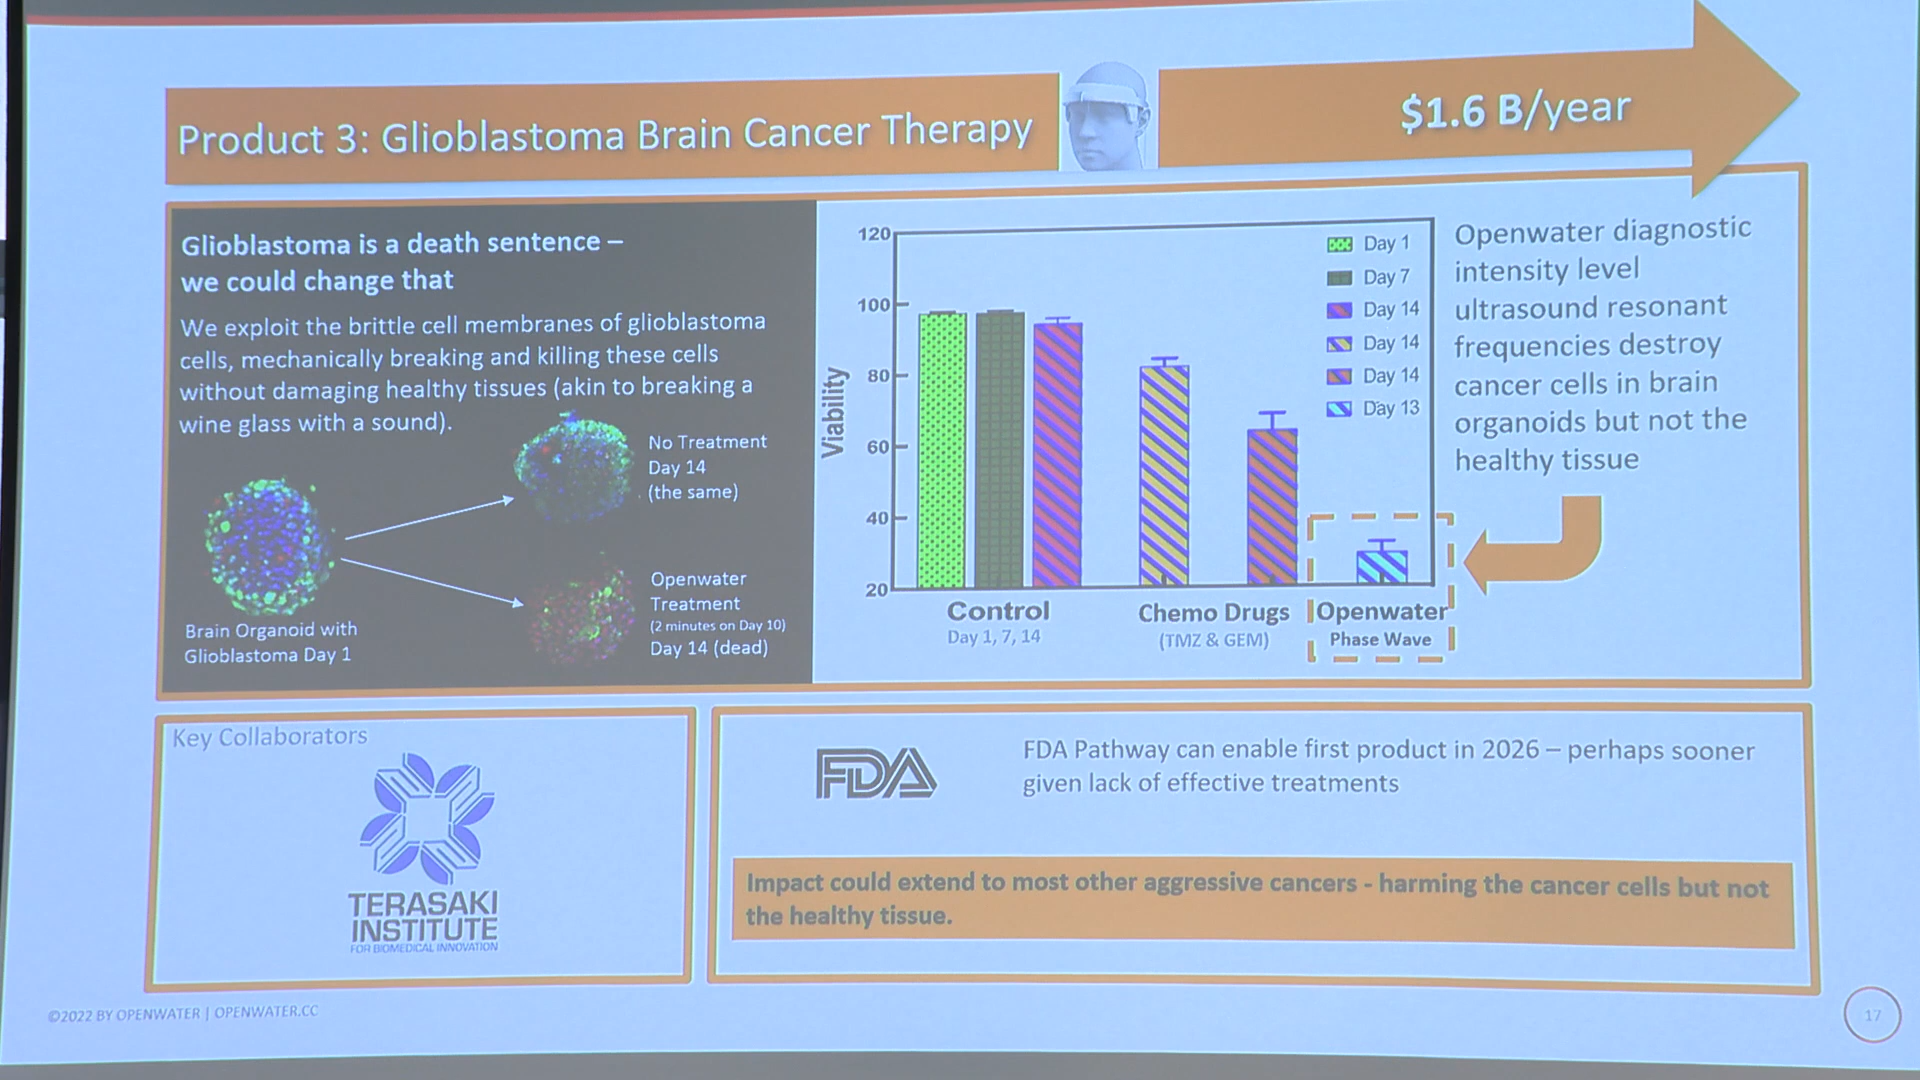 Product 3: Glioblastoma Brain Cancer Therapy
$1.6 B/year
Glioblastoma is a death sentence –
we could change that
We exploit the brittle cell membranes of glioblastoma
cells, mechanically breaking and killing these cells
without damaging healthy tissues (akin to breaking a
wine glass with a sound).
No Treatment
Day 14
(the same)
Brain Organoid with
Glioblastoma Day 1
Openwater
Treatment
(2 minutes on Day 10)
Day 14 (dead)
Viability
120
100
80
60
40
20
Day 1
Day 7
Day 14
Day 14
Day 14
Day 13
Control
Day 1, 7, 14
Chemo Drugs
(TMZ & GEM)
Openwater
Phase Wave
Openwater diagnostic
intensity level
ultrasound resonant
frequencies destroy
cancer cells in brain
organoids but not the
healthy tissue
Key Collaborators
TERASAKI
INSTITUTE
FOR BIOMEDICAL INNOVATION
FDA
FDA Pathway can enable first product in 2026 – perhaps sooner
given lack of effective treatments
Impact could extend to most other aggressive cancers - harming the cancer cells but not
the healthy tissue.
©2022 BY OPENWATER | OPENWATER.CC
17